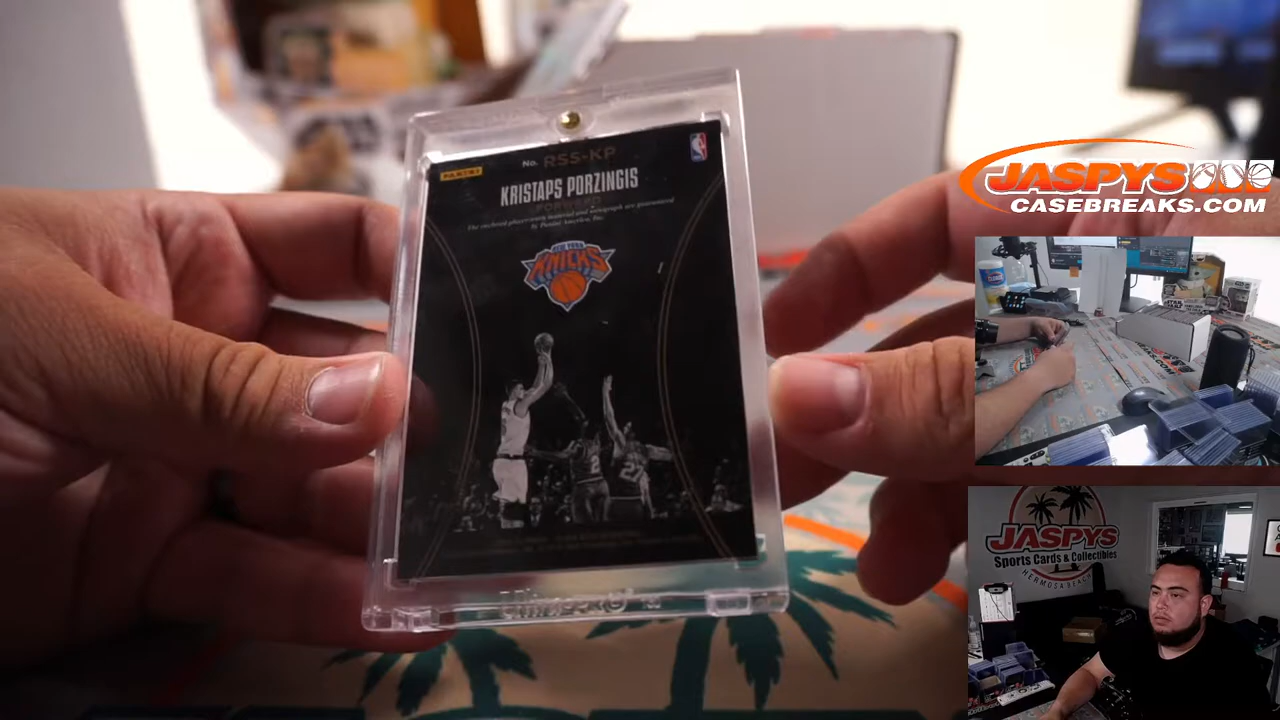 PANINI
No. RSS-KP
KRISTAPS PORZINGIS
FORWARD
The enclosed player-worn material and autograph are guaranteed
by Panini America, Inc.
NEW YORK
KNICKS
JASPYS
CASEBREAKS.COM
JASPYS
Sports Cards & Collectibles
HERMOSA BEACH